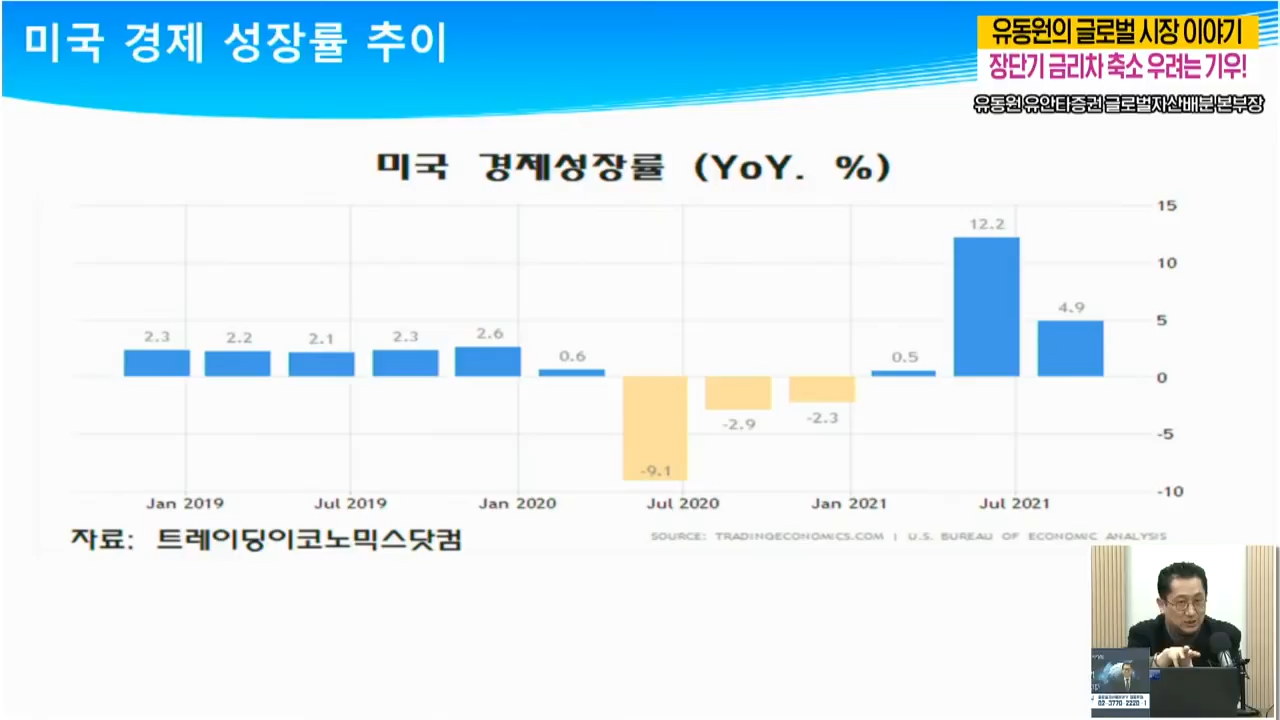 미국 경제 성장률 추이
유동원의 글로벌 시장 이야기
장단기 금리차 축소 우려는 기우!
유동원 유안타증권 글로벌자산배분 본부장
미국 경제성장률 (YoY. %)
15
10
5
0
-5
-10
2.3
2.2
2.1
2.3
2.6
0.6
-9.1
-2.9
-2.3
0.5
12.2
4.9
Jan 2019
Jul 2019
Jan 2020
Jul 2020
Jan 2021
Jul 2021
자료: 트레이딩이코노믹스닷컴
SOURCE: TRADINGECONOMICS.COM | U.S. BUREAU OF ECONOMIC ANALYSIS
02-3770-2220~1